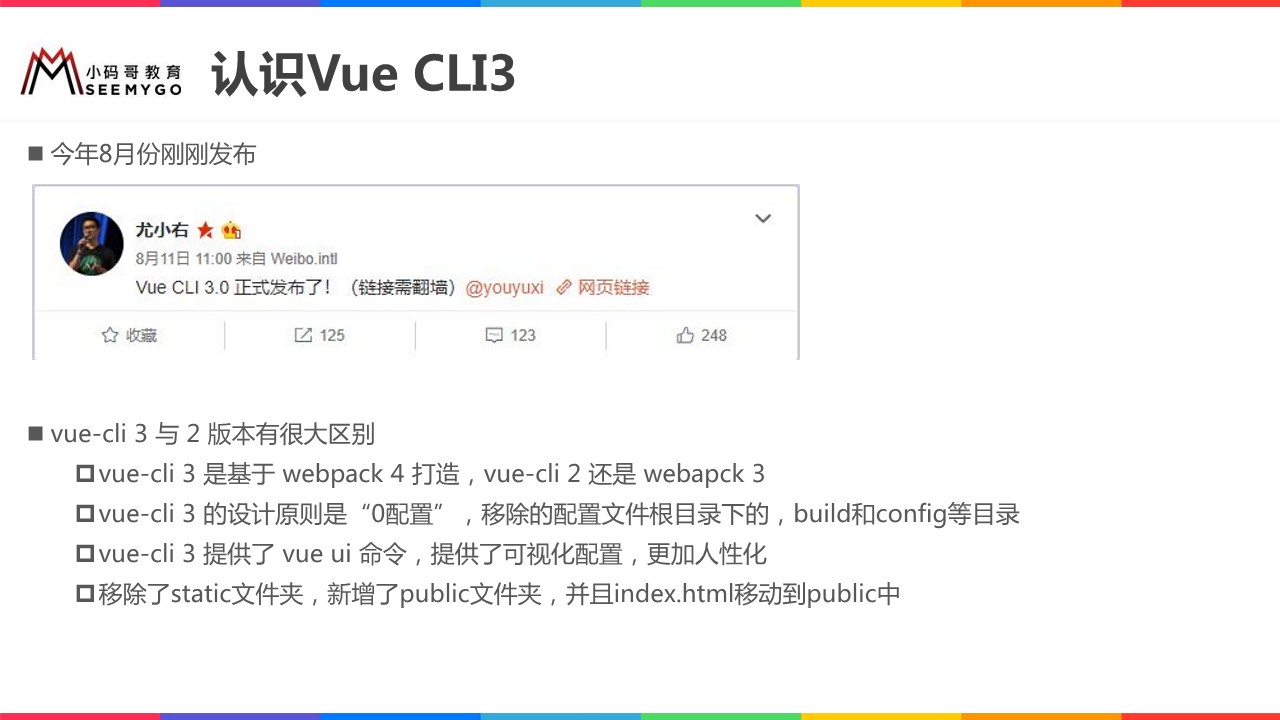 小码哥教育
SEEMYGO
认识Vue CLI3
今年8月份刚刚发布
尤小右
8月11日 11:00 来自 Weibo.intl
Vue CLI 3.0 正式发布了！（链接需翻墙）@youyuxi 网页链接
收藏 125 123 248
vue-cli 3 与 2 版本有很大区别
vue-cli 3 是基于 webpack 4 打造，vue-cli 2 还是 webapck 3
vue-cli 3 的设计原则是“0配置”，移除的配置文件根目录下的，build和config等目录
vue-cli 3 提供了 vue ui 命令，提供了可视化配置，更加人性化
移除了static文件夹，新增了public文件夹，并且index.html移动到public中